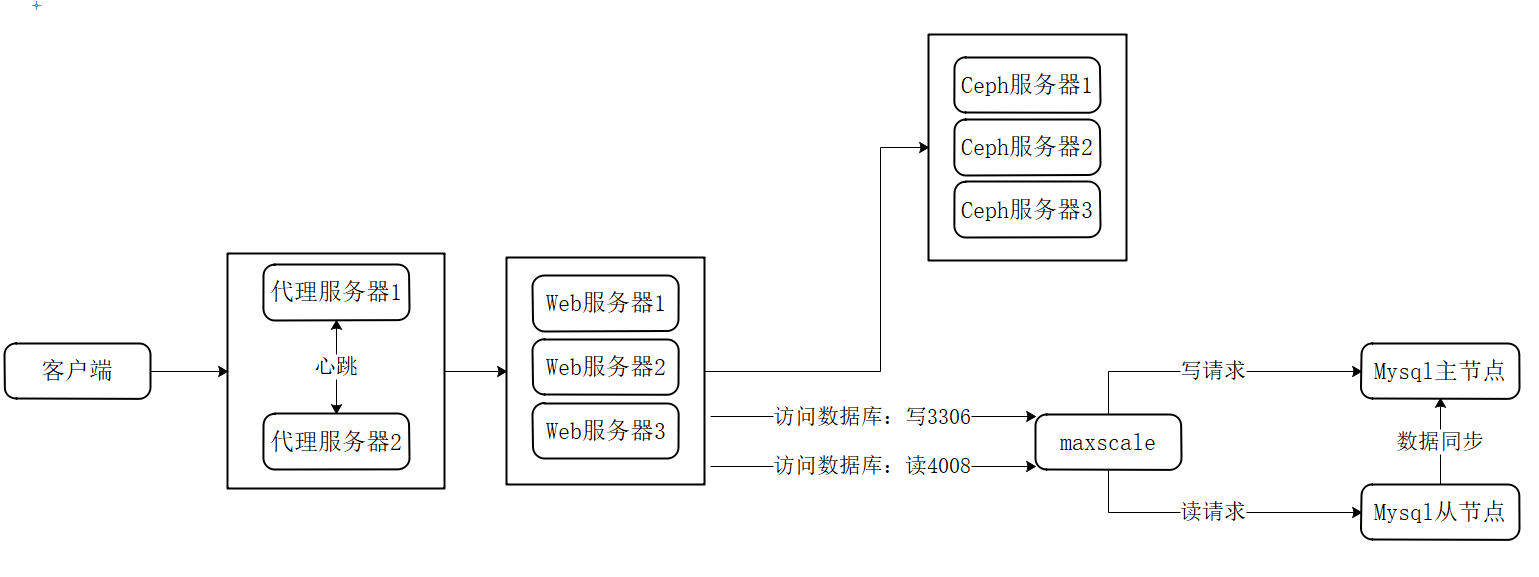 Ceph服务器1
Ceph服务器2
Ceph服务器3
客户端
代理服务器1
心跳
代理服务器2
Web服务器1
Web服务器2
Web服务器3
访问数据库：写3306
访问数据库：读4008
maxscale
写请求
读请求
Mysql主节点
数据同步
Mysql从节点